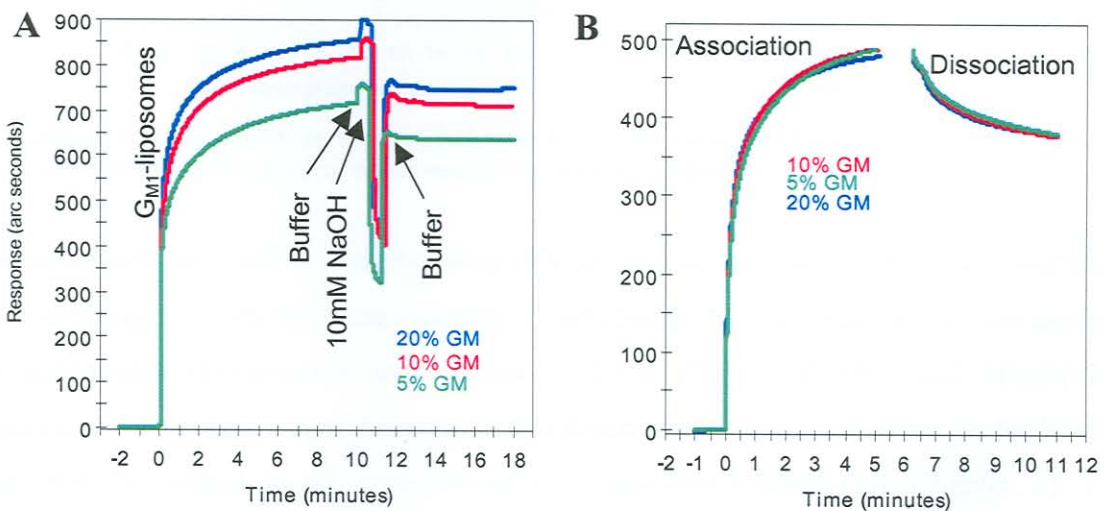 A
Response (arc seconds)
900
800
700
600
500
400
300
200
100
0
G_M1-liposomes
Buffer
10mM NaOH
Buffer
20% GM
10% GM
5% GM
-2 0 2 4 6 8 10 12 14 16 18
Time (minutes)
B
500
400
300
200
100
0
Association
Dissociation
10% GM
5% GM
20% GM
-2 -1 0 1 2 3 4 5 6 7 8 9 10 11 12
Time (minutes)